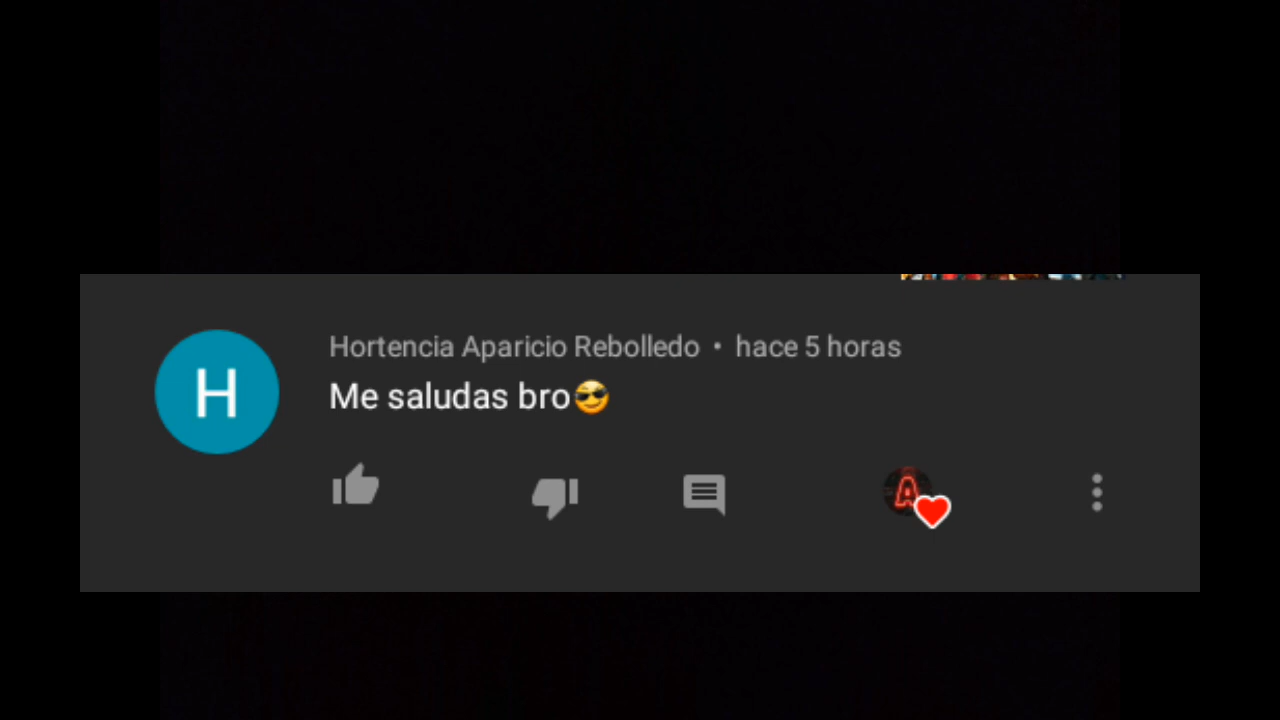 H
Hortencia Aparicio Rebolledo • hace 5 horas
Me saludas bro😎
A